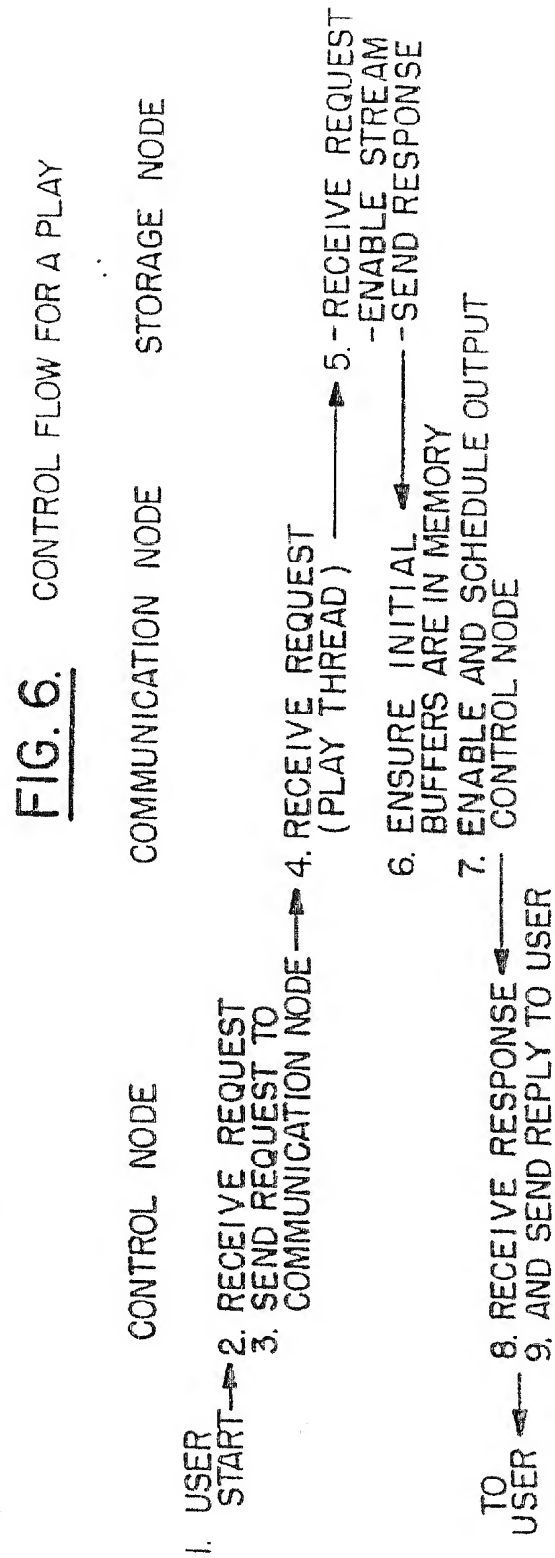 FIG. 6.
CONTROL FLOW FOR A PLAY
CONTROL NODE
COMMUNICATION NODE
STORAGE NODE
1. USER
START
2. RECEIVE REQUEST
3. SEND REQUEST TO
COMMUNICATION NODE
4. RECEIVE REQUEST
(PLAY THREAD)
5. - RECEIVE REQUEST
- ENABLE STREAM
- SEND RESPONSE
6. ENSURE INITIAL
BUFFERS ARE IN MEMORY
7. ENABLE AND SCHEDULE OUTPUT
CONTROL NODE
8. RECEIVE RESPONSE
9. AND SEND REPLY TO USER
TO
USER